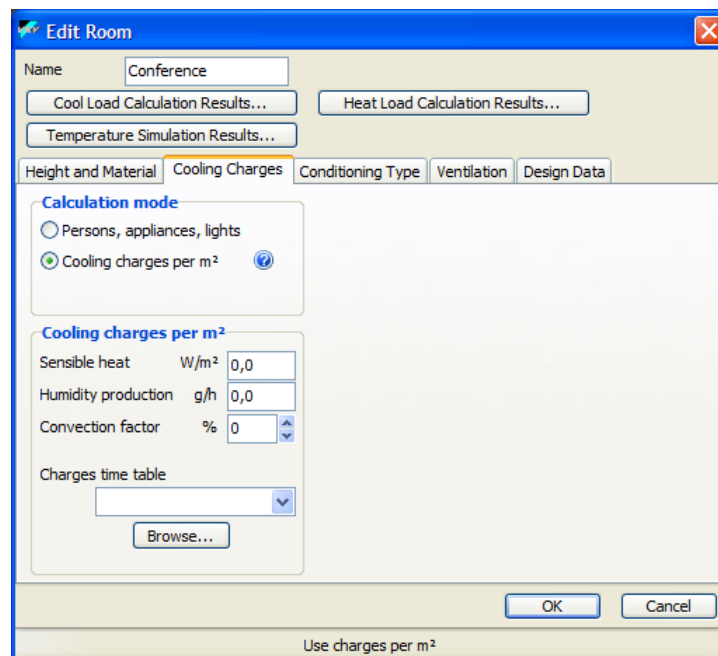 Edit Room
Name Conference
Cool Load Calculation Results... Heat Load Calculation Results...
Temperature Simulation Results...
Height and Material Cooling Charges Conditioning Type Ventilation Design Data
Calculation mode
Persons, appliances, lights
Cooling charges per m²
Cooling charges per m²
Sensible heat W/m² 0,0
Humidity production g/h 0,0
Convection factor % 0
Charges time table
Browse...
OK Cancel
Use charges per m²